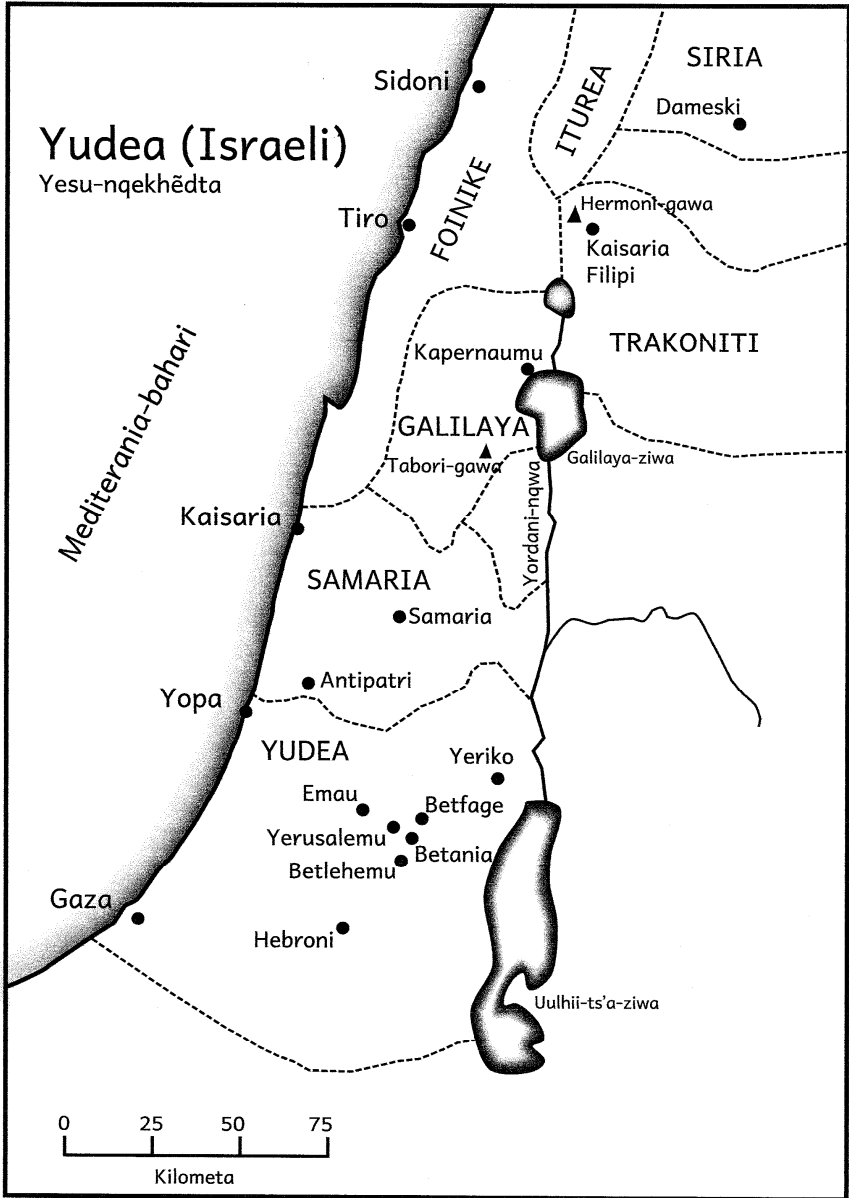 SIRIA
Sidoni
ITUREA
Dameski
Yudea (Israeli)
Yesu-nqekhẽdta
FOINIKE
Hermoni-gawa
Tiro
Kaisaria
Filipi
Mediterania-bahari
Kapernaumu
TRAKONITI
GALILAYA
Tabori-gawa
Galilaya-ziwa
Yordani-nqwa
Kaisaria
SAMARIA
Samaria
Antipatri
Yopa
YUDEA
Yeriko
Emau
Betfage
Yerusalemu
Betania
Betlehemu
Gaza
Hebroni
Uulhii-ts'a-ziwa
0 25 50 75
Kilometa